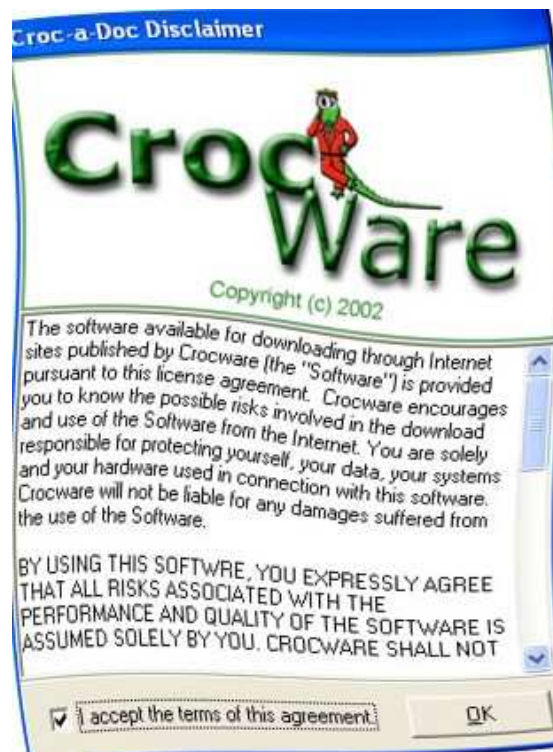 Croc-a-Doc Disclaimer
Croc
Ware
Copyright (c) 2002
The software available for downloading through Internet
sites published by Crocware (the "Software") is provided
pursuant to this license agreement. Crocware encourages
you to know the possible risks involved in the download
and use of the Software from the Internet. You are solely
responsible for protecting yourself, your data, your systems
and your hardware used in connection with this software.
Crocware will not be liable for any damages suffered from
the use of the Software.
BY USING THIS SOFTWRE, YOU EXPRESSLY AGREE
THAT ALL RISKS ASSOCIATED WITH THE
PERFORMANCE AND QUALITY OF THE SOFTWARE IS
ASSUMED SOLELY BY YOU. CROCWARE SHALL NOT
I accept the terms of this agreement.
OK